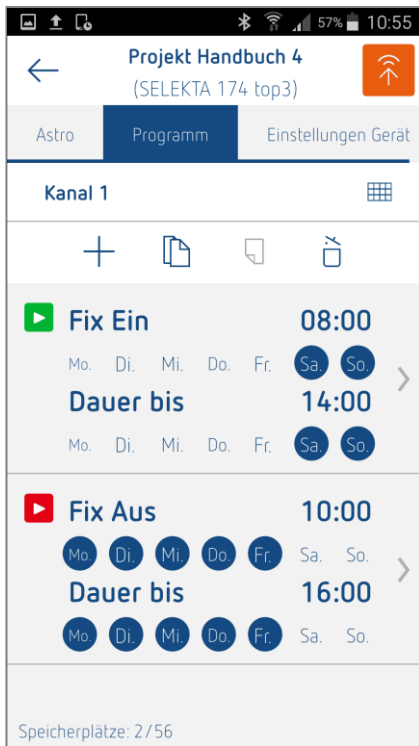 57% 10:55
Projekt Handbuch 4
(SELEKTA 174 top3)
Astro Programm Einstellungen Gerät
Kanal 1
Fix Ein 08:00
Mo. Di. Mi. Do. Fr. Sa. So.
Dauer bis 14:00
Mo. Di. Mi. Do. Fr. Sa. So.
Fix Aus 10:00
Mo. Di. Mi. Do. Fr. Sa. So.
Dauer bis 16:00
Mo. Di. Mi. Do. Fr. Sa. So.
Speicherplätze: 2/56